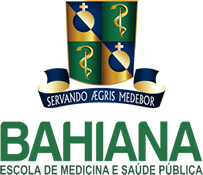 SERVANDO ÆGRIS MEDEBOR
BAHIANA
ESCOLA DE MEDICINA E SAÚDE PÚBLICA